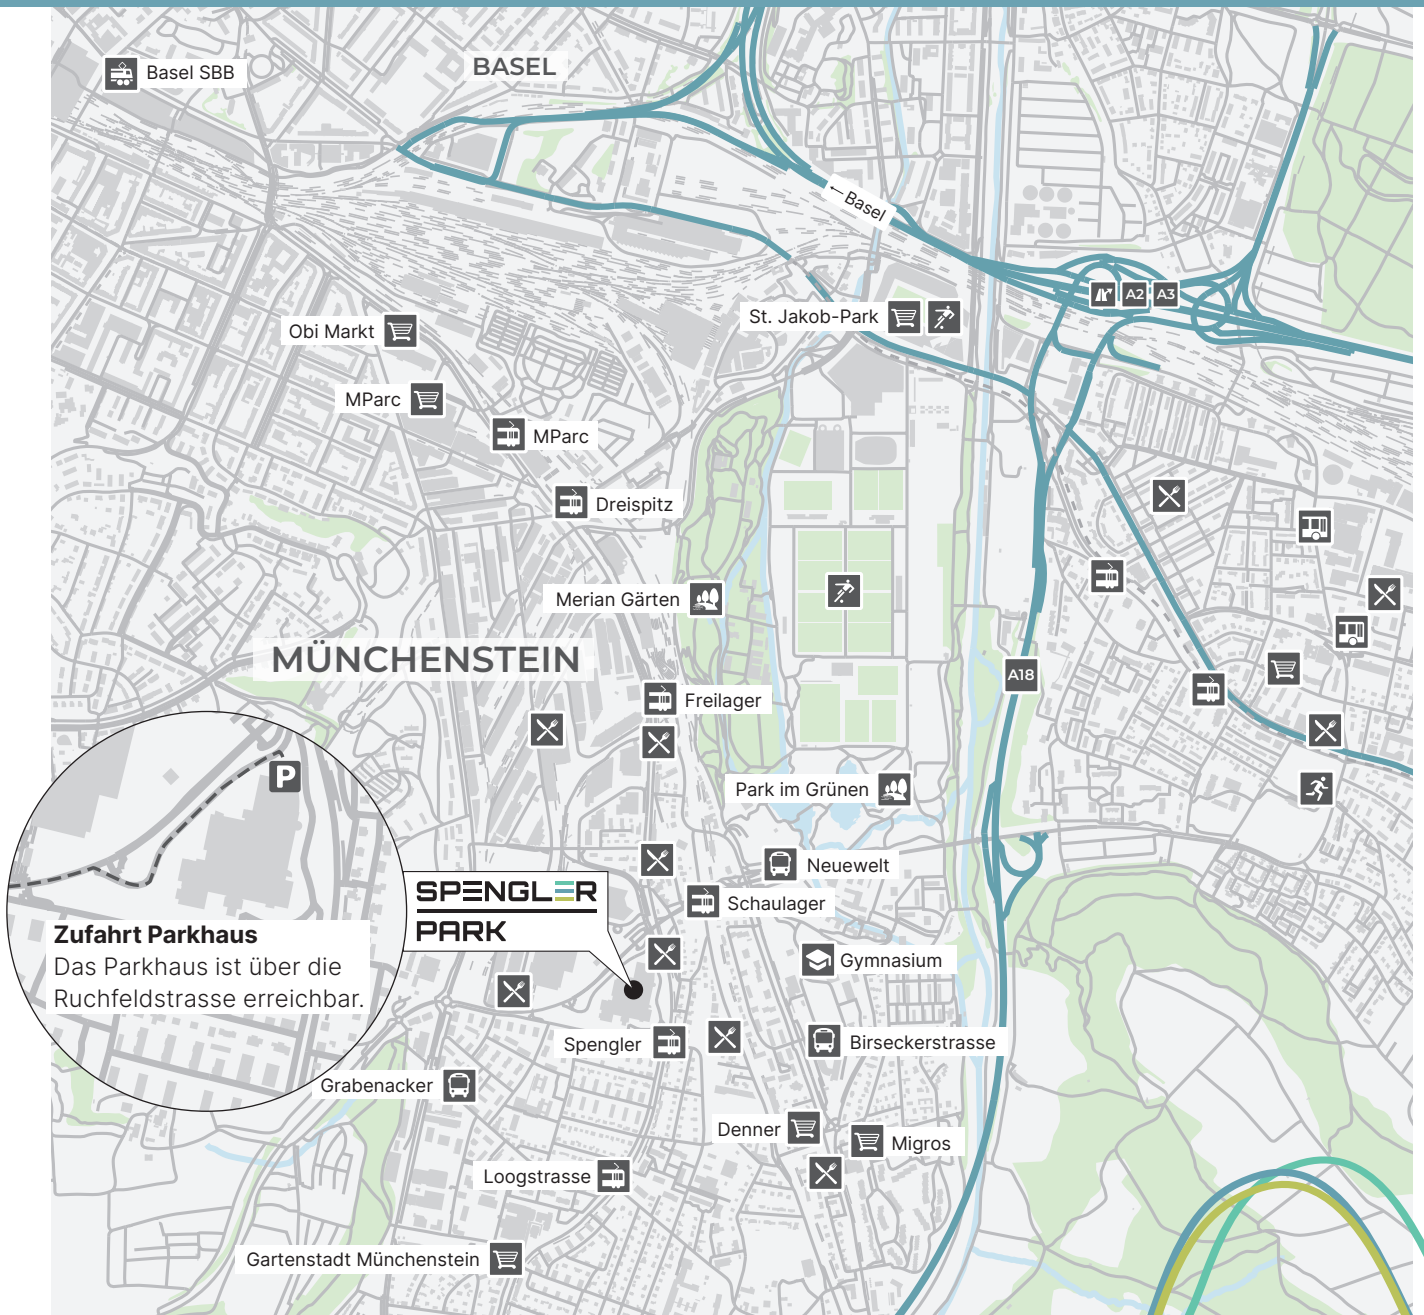 Basel SBB
BASEL
←Basel
A2
A3
St. Jakob-Park
Obi Markt
MParc
MParc
Dreispitz
Merian Gärten
MÜNCHENSTEIN
A18
Freilager
P
Park im Grünen
Neuewelt
SPENGLER
PARK
Schaulager
Zufahrt Parkhaus
Das Parkhaus ist über die
Ruchfeldstrasse erreichbar.
Gymnasium
Spengler
Birseckerstrasse
Grabenacker
Denner
Migros
Loogstrasse
Gartenstadt Münchenstein